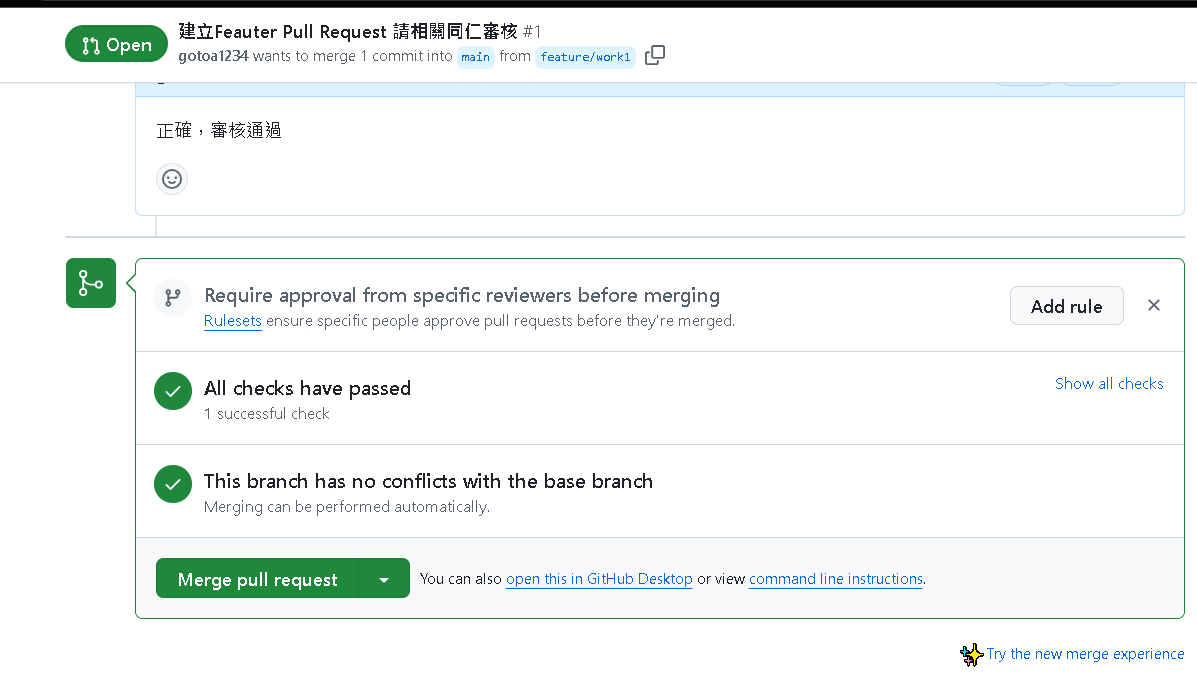 Open
建立Feauter Pull Request 請相關同仁審核 #1
gotoa1234 wants to merge 1 commit into main from feature/work1
正確，審核通過
Require approval from specific reviewers before merging
Rulesets ensure specific people approve pull requests before they're merged.
Add rule
All checks have passed
1 successful check
Show all checks
This branch has no conflicts with the base branch
Merging can be performed automatically.
Merge pull request
You can also open this in GitHub Desktop or view command line instructions.
Try the new merge experience